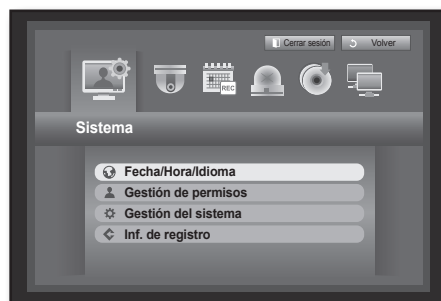 Cerrar sesión Volver
REC
Sistema
Fecha/Hora/Idioma
Gestión de permisos
Gestión del sistema
Inf. de registro